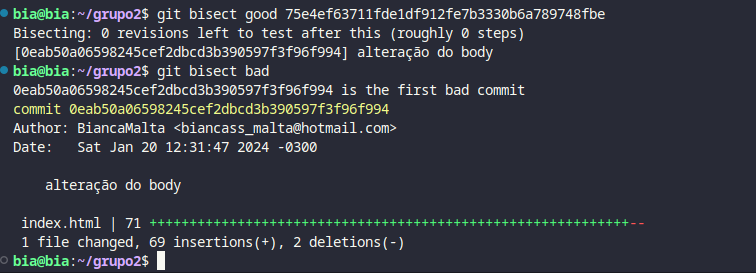 bia@bia:~/grupo2$ git bisect good 75e4ef63711fde1df912fe7b3330b6a789748fbe
Bisecting: 0 revisions left to test after this (roughly 0 steps)
[0eab50a06598245cef2dbcd3b390597f3f96f994] alteração do body
bia@bia:~/grupo2$ git bisect bad
0eab50a06598245cef2dbcd3b390597f3f96f994 is the first bad commit
commit 0eab50a06598245cef2dbcd3b390597f3f96f994
Author: BiancaMalta <biancass_malta@hotmail.com>
Date:   Sat Jan 20 12:31:47 2024 -0300
    alteração do body
 index.html | 71 +++++++++++++++++++++++++++++++++++++++++++++++++++++++++++++--
 1 file changed, 69 insertions(+), 2 deletions(-)
bia@bia:~/grupo2$